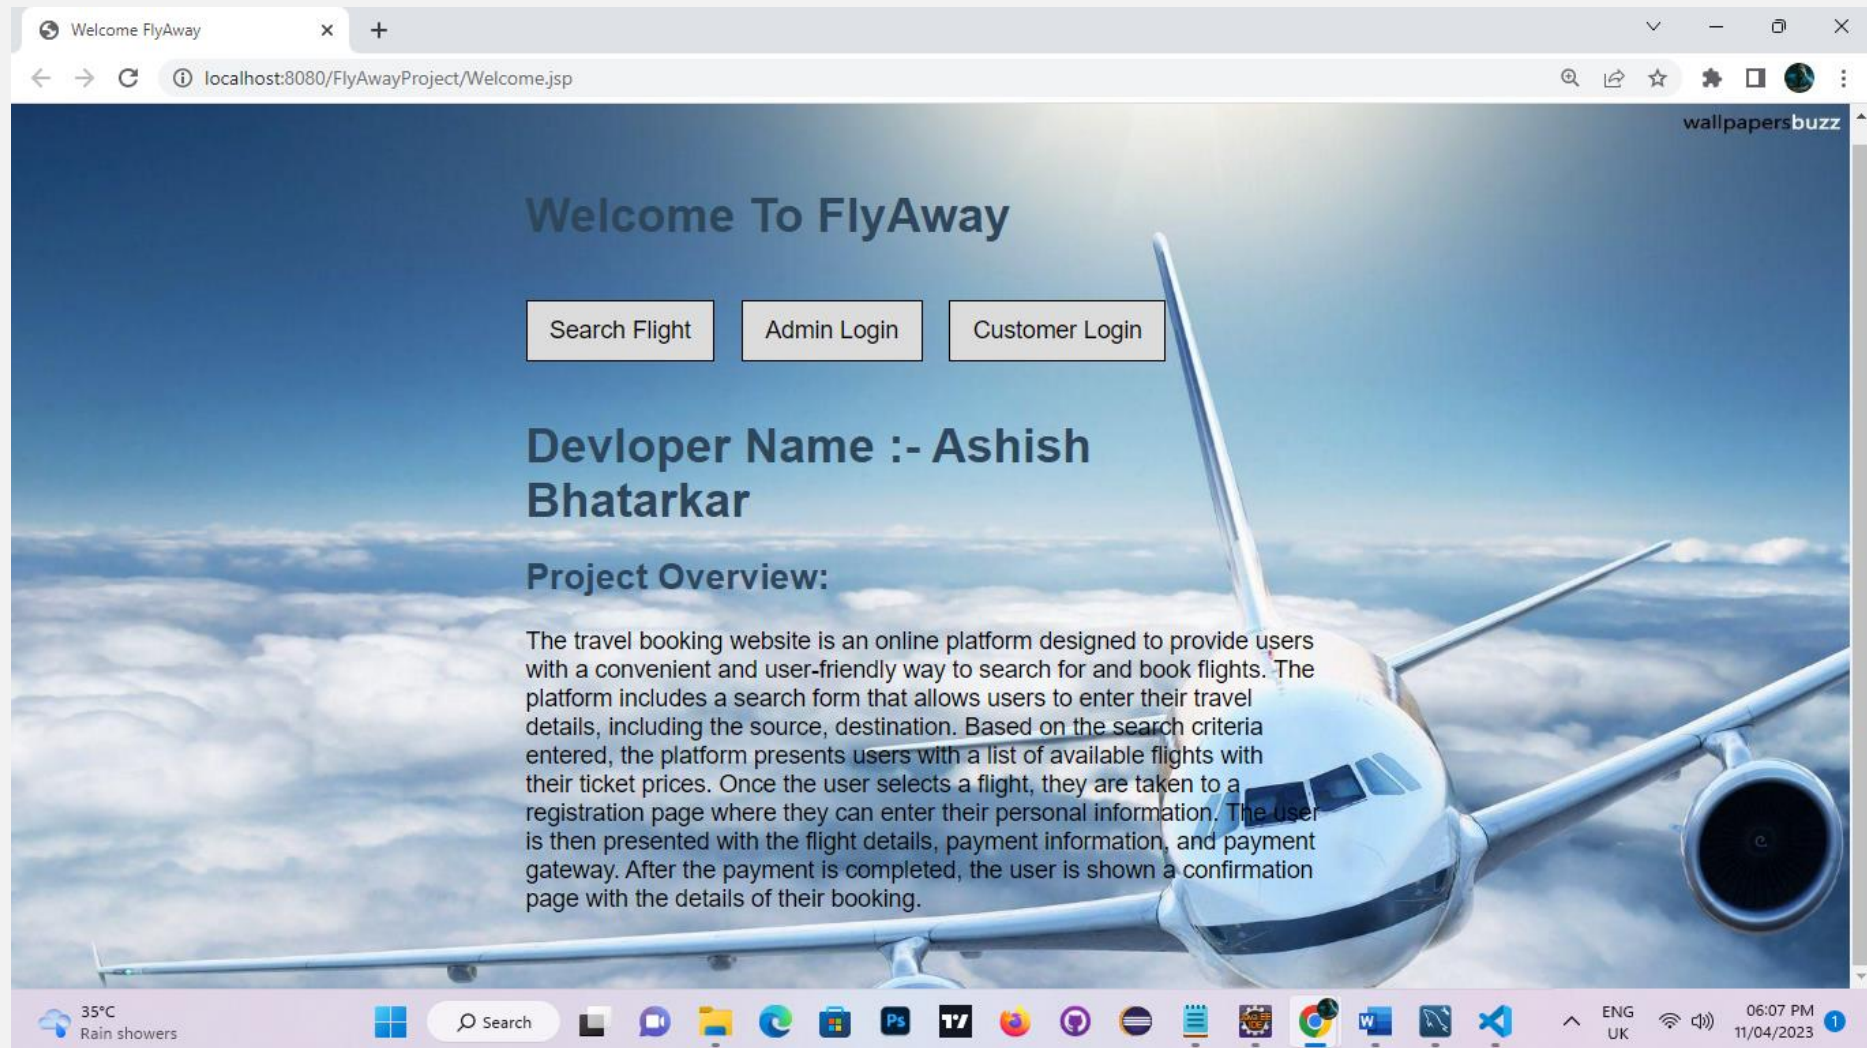 Welcome FlyAway
localhost:8080/FlyAwayProject/Welcome.jsp
wallpapersbuzz
Welcome To FlyAway
Search Flight
Admin Login
Customer Login
Devloper Name :- Ashish
Bhatarkar
Project Overview:
The travel booking website is an online platform designed to provide users
with a convenient and user-friendly way to search for and book flights. The
platform includes a search form that allows users to enter their travel
details, including the source, destination. Based on the search criteria
entered, the platform presents users with a list of available flights with
their ticket prices. Once the user selects a flight, they are taken to a
registration page where they can enter their personal information. The user
is then presented with the flight details, payment information, and payment
gateway. After the payment is completed, the user is shown a confirmation
page with the details of their booking.
35°C
Rain showers
Search
Ps
W
ENG
UK
06:07 PM
11/04/2023
1